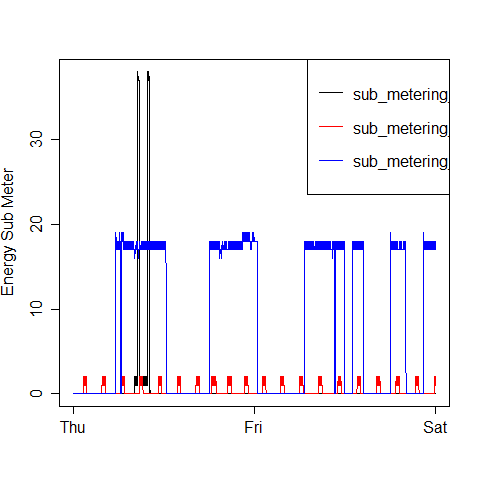 sub_metering_
sub_metering_
sub_metering_
Energy Sub Meter
30
20
10
0
Thu Fri Sat